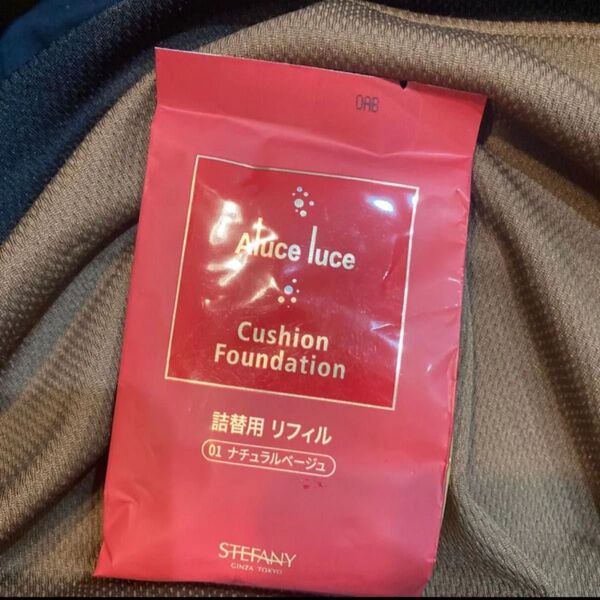 OAB
Aluce luce
Cushion
Foundation
詰替用 リフィル
01 ナチュラルベージュ
STEFANY
GINZA TOKYO